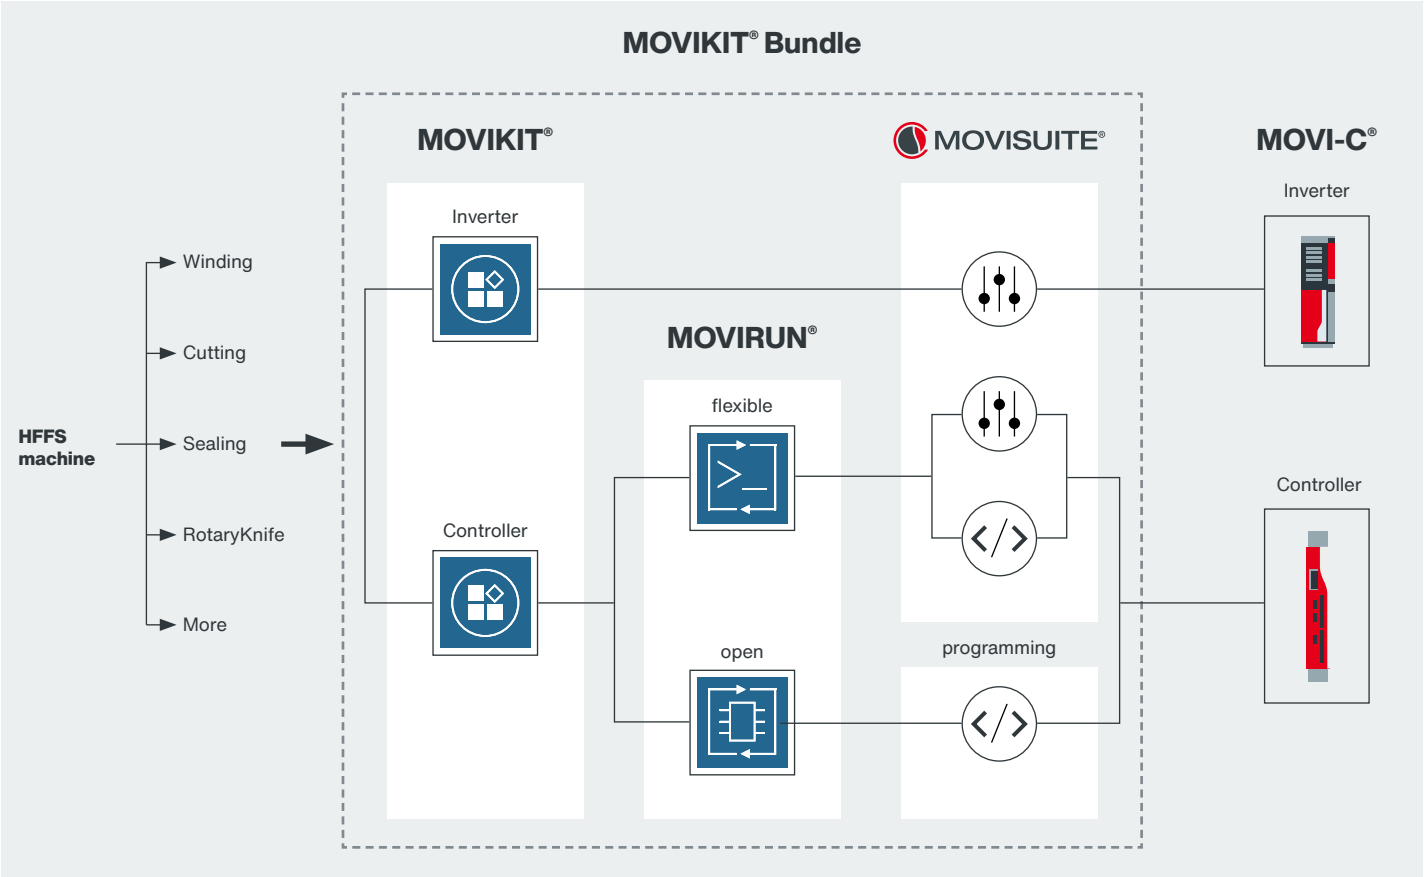 MOVIKIT® Bundle
MOVIKIT®
MOVISUITE®
MOVI-C®
Inverter
Inverter
Winding
MOVIRUN®
Cutting
flexible
HFFS
machine
Sealing
Controller
RotaryKnife
Controller
More
open
programming